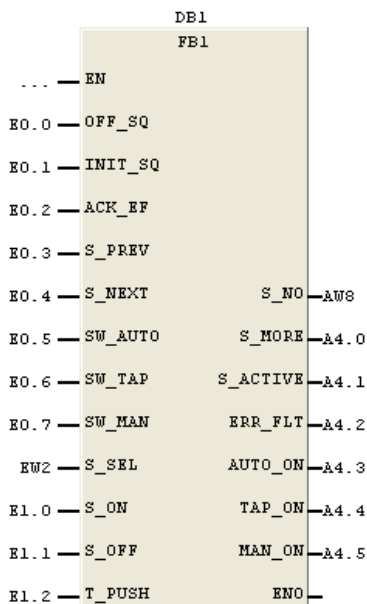 DB1
FB1
... EN
E0.0 OFF_SQ
E0.1 INIT_SQ
E0.2 ACK_EF
E0.3 S_PREV
E0.4 S_NEXT S_NO AW8
E0.5 SW_AUTO S_MORE A4.0
E0.6 SW_TAP S_ACTIVE A4.1
E0.7 SW_MAN ERR_FLT A4.2
EW2 S_SEL AUTO_ON A4.3
E1.0 S_ON TAP_ON A4.4
E1.1 S_OFF MAN_ON A4.5
E1.2 T_PUSH ENO